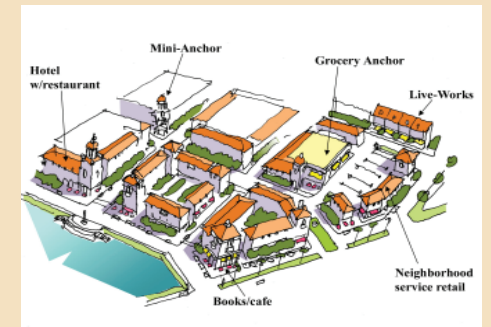 Mini-Anchor
Grocery Anchor
Hotel
w/restaurant
Live-Works
Neighborhood
service retail
Books/cafe